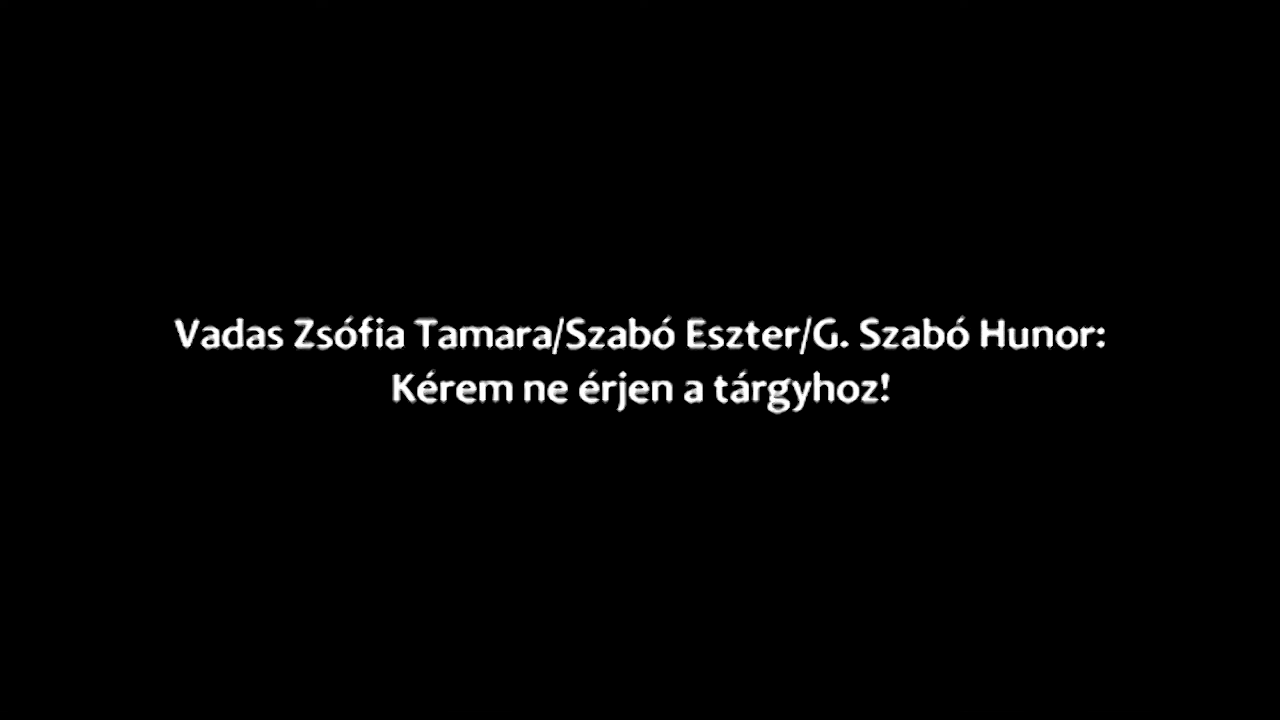 Vadas Zsófia Tamara/Szabó Eszter/G. Szabó Hunor:
Kérem ne érjen a tárgyhoz!